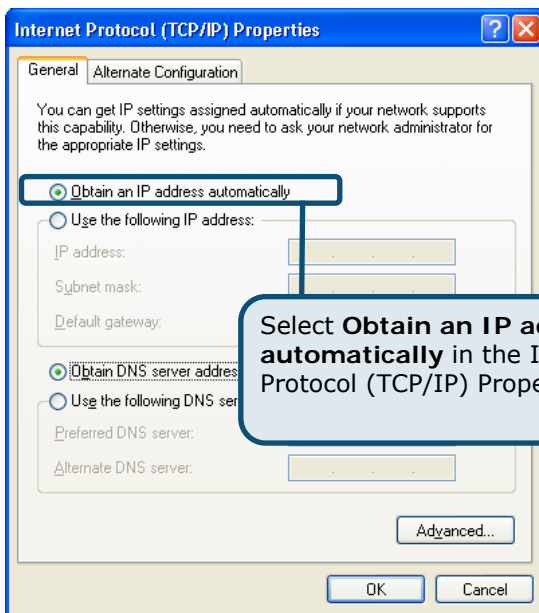 Internet Protocol (TCP/IP) Properties
General
Alternate Configuration
You can get IP settings assigned automatically if your network supports
this capability. Otherwise, you need to ask your network administrator for
the appropriate IP settings.
Obtain an IP address automatically
Use the following IP address:
IP address:
Subnet mask:
Default gateway:
Select Obtain an IP
automatically in the
Protocol (TCP/IP)
Obtain DNS server
Use the following DNS
Preferred DNS server:
Alternate DNS server:
Advanced...
OK
Cancel